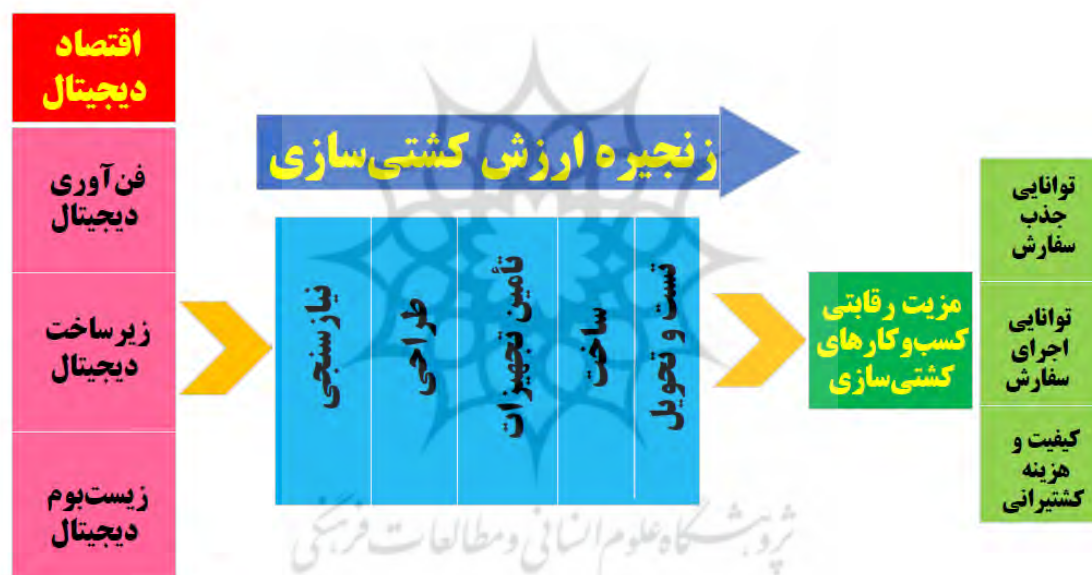 اقتصاد
دیجیتال
فن‌آوری
دیجیتال
زیرساخت
دیجیتال
زیست‌بوم
دیجیتال
زنجیره ارزش کشتی‌سازی
نیازسنجی
طراحی
تأمین تجهیزات
ساخت
تست و تحویل
مزیت رقابتی
کسب‌وکارهای
کشتی‌سازی
توانایی
جذب
سفارش
توانایی
اجرای
سفارش
کیفیت و
هزینه
کشتیرانی
پژوهشگاه علوم انسانی و مطالعات فرهنگی